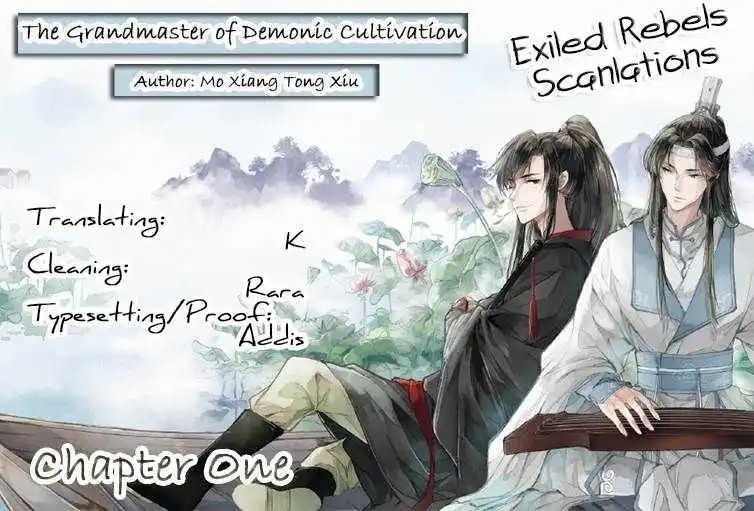 The Grandmaster of Demonic Cultivation
Author: Mo Xiang Tong Xiu
Exiled Rebels
Scanlations
Translating:
K
Cleaning:
Rara
Typesetting/Proof:
Addis
Chapter One